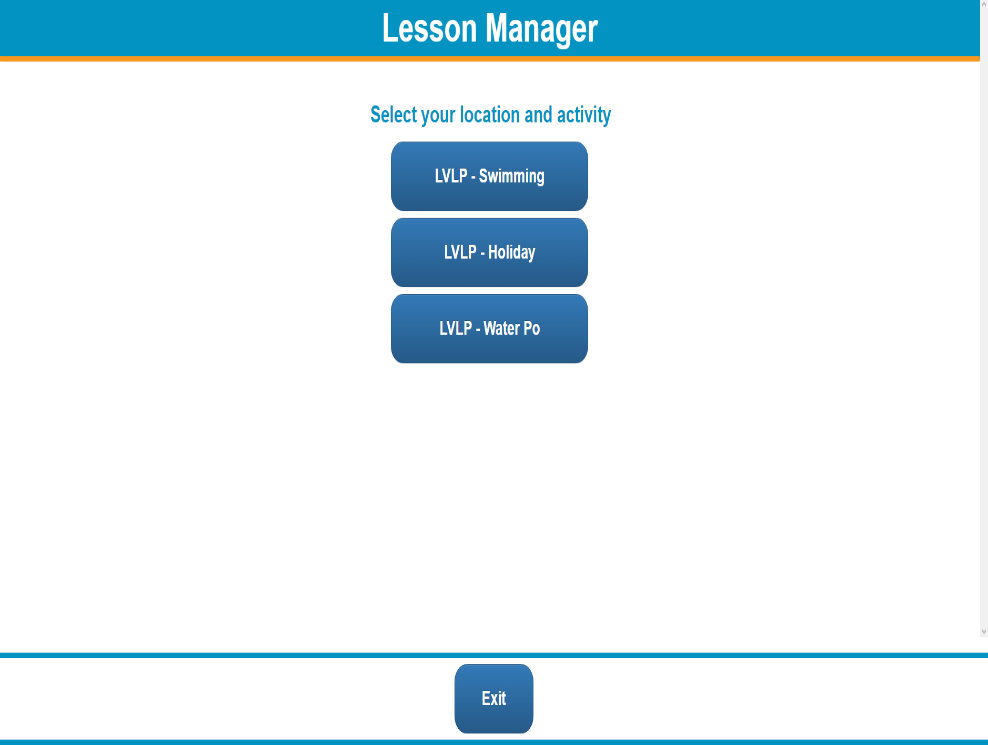 Lesson Manager
Select your location and activity
LVLP - Swimming
LVLP - Holiday
LVLP - Water Po
Exit